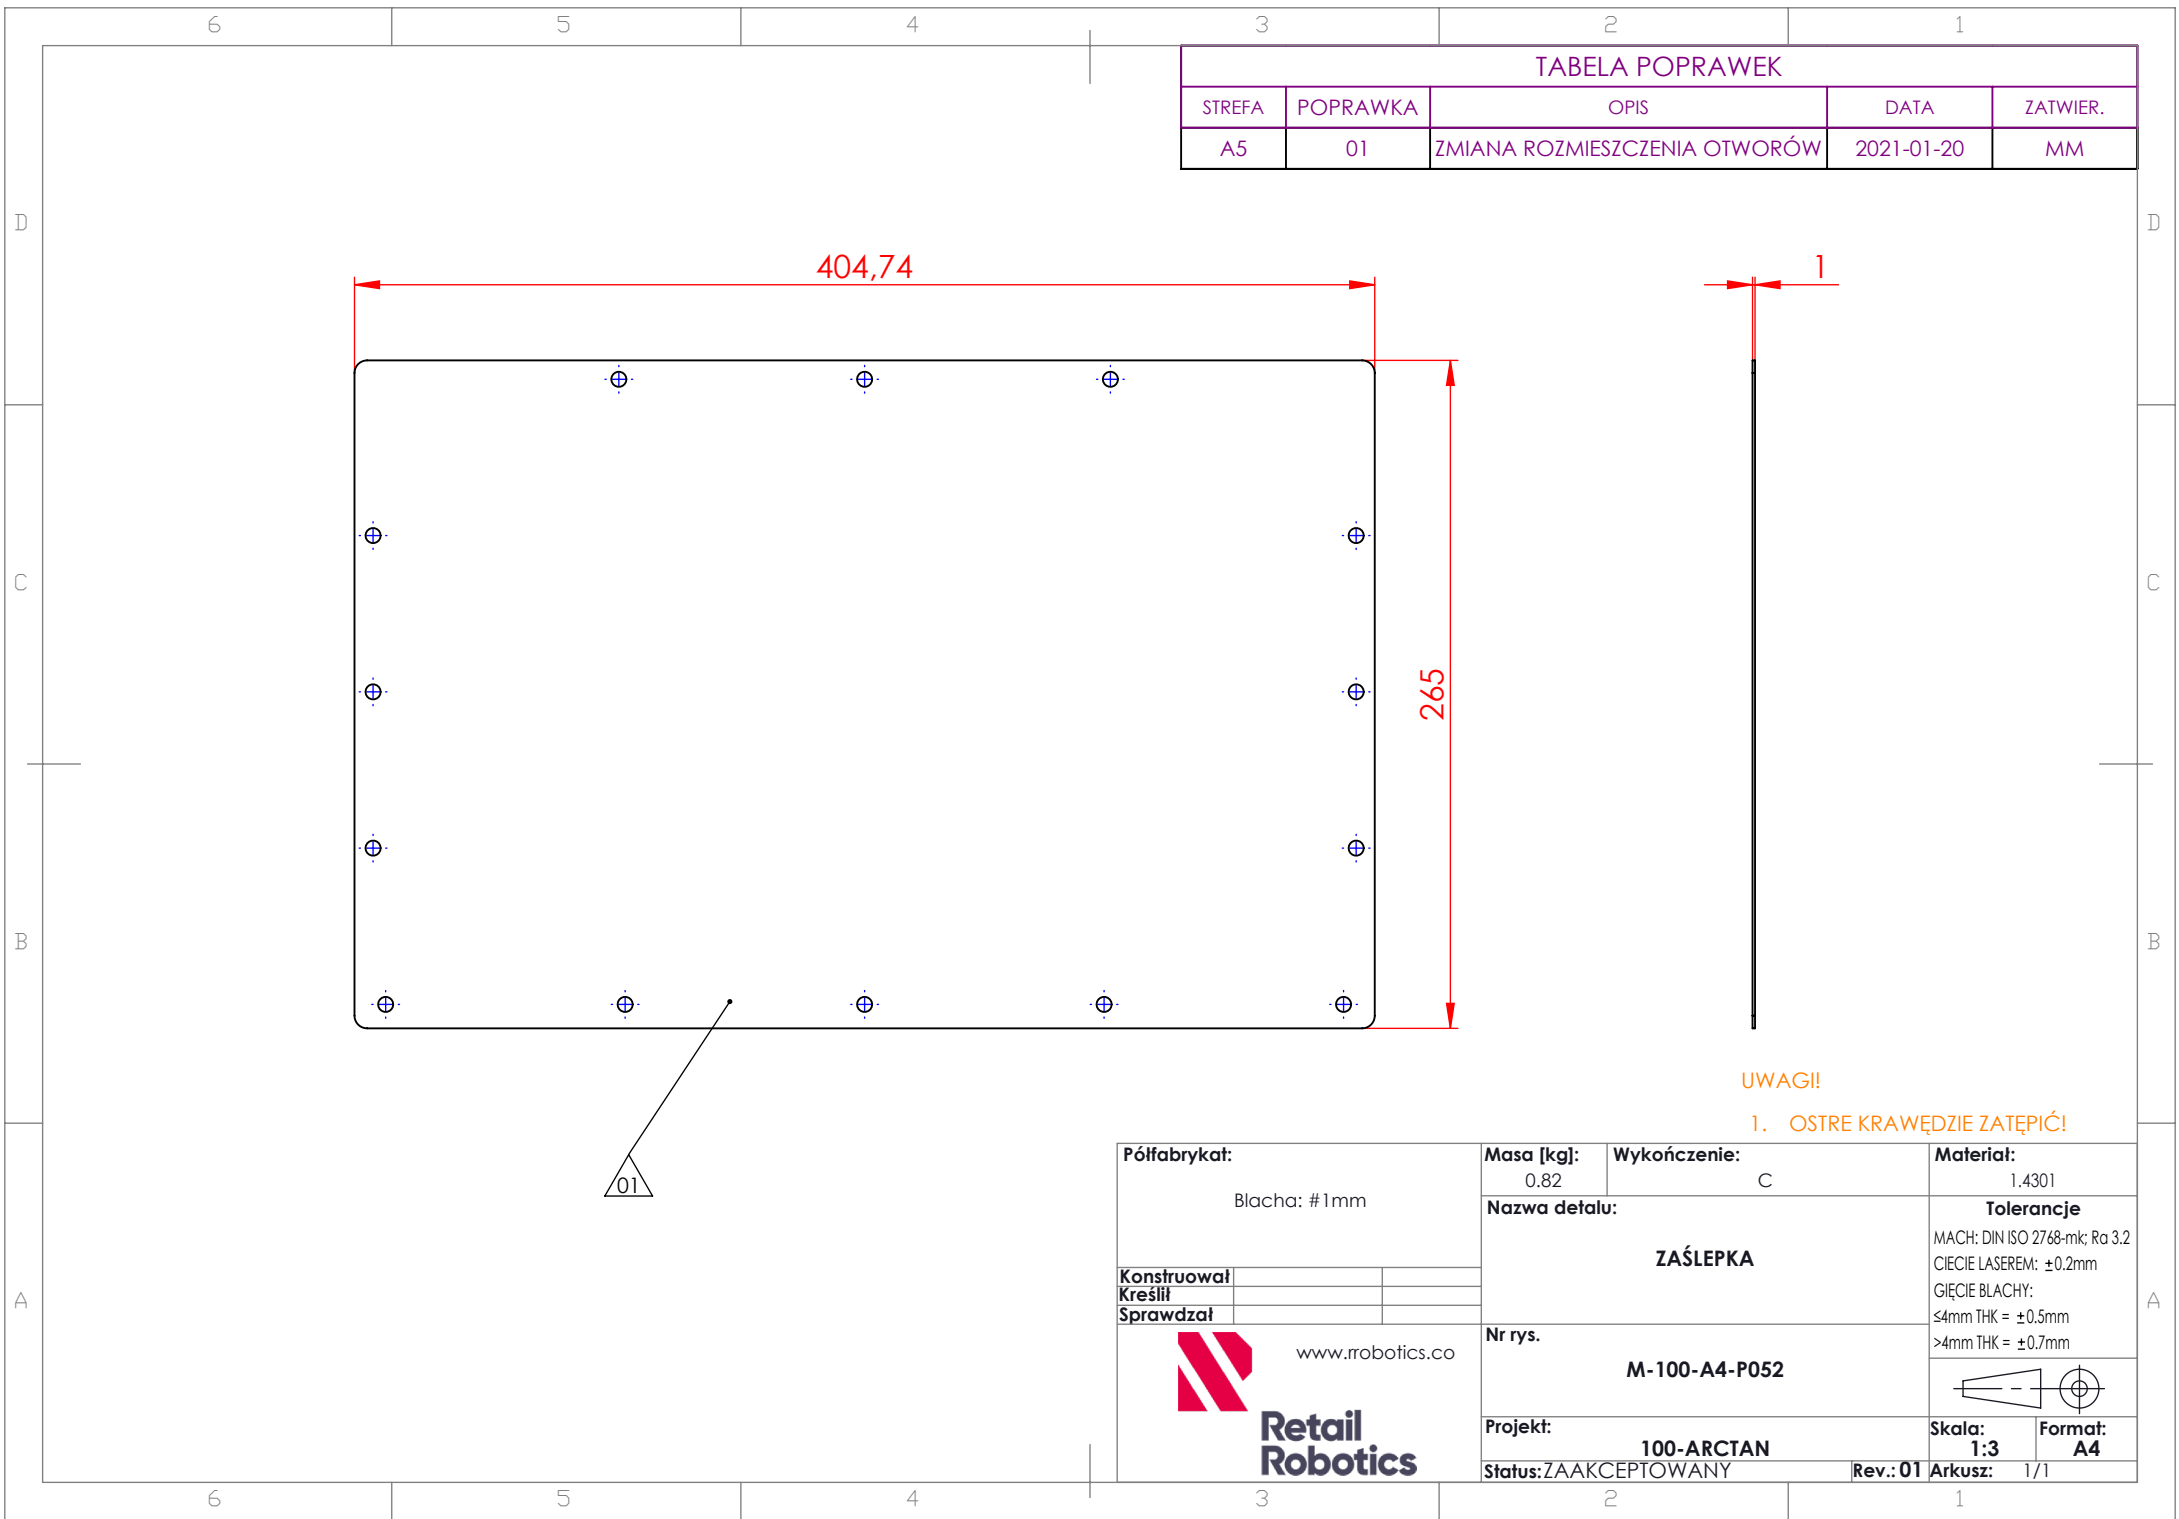 6 5 4 3 2 1
TABELA POPRAWEK
STREFA POPRAWKA OPIS DATA ZATWIER.
A5 01 ZMIANA ROZMIESZCZENIA OTWORÓW 2021-01-20 MM
D D
404,74 1
C C
265
B B
UWAGI!
1. OSTRE KRAWĘDZIE ZATĘPIĆ!
01
A A
Półfabrykat:
Blacha: #1mm
Masa [kg]:
0.82
Wykończenie:
C
Materiał:
1.4301
Nazwa detalu:
ZAŚLEPKA
Tolerancje
MACH: DIN ISO 2768-mk; Ra 3.2
CIECIE LASEREM: ±0.2mm
GIĘCIE BLACHY:
≤4mm THK = ±0.5mm
>4mm THK = ±0.7mm
Konstruował
Kreślił
Sprawdzał
www.rrobotics.co
Retail
Robotics
Nr rys.
M-100-A4-P052
Projekt:
100-ARCTAN
Skala:
1:3
Format:
A4
Status: ZAAKCEPTOWANY Rev.: 01 Arkusz: 1/1
6 5 4 3 2 1